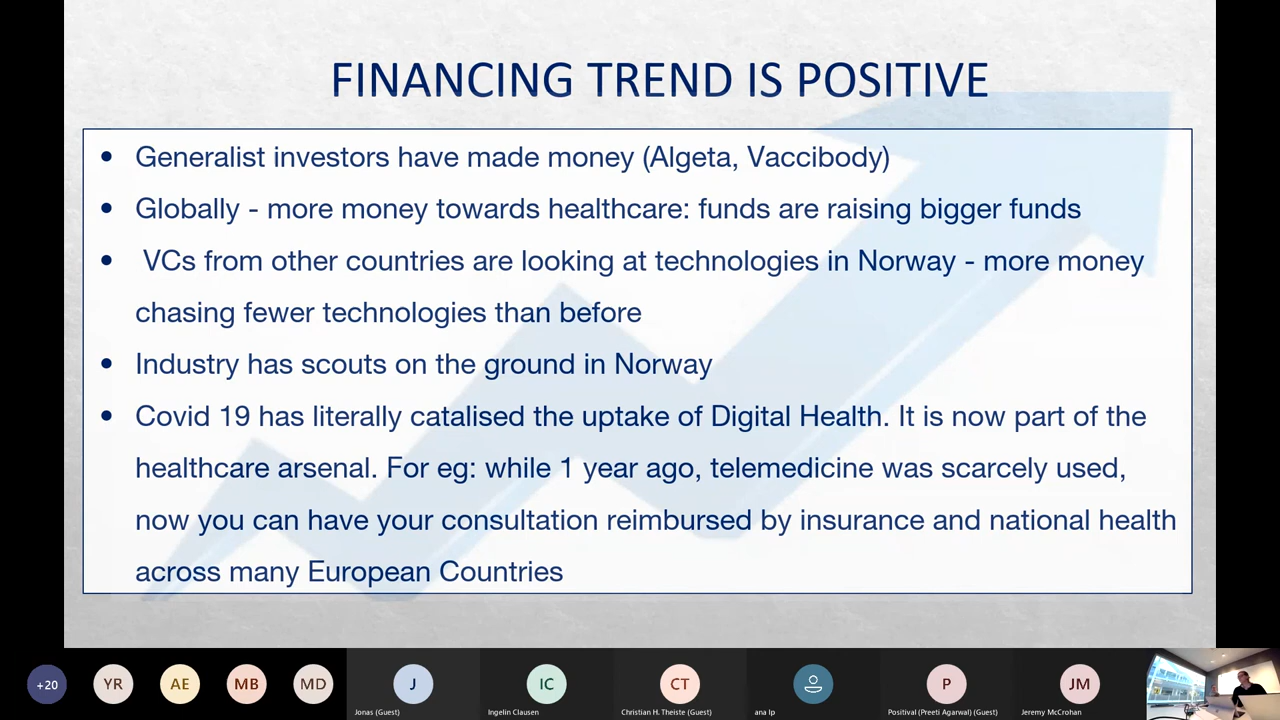 FINANCING TREND IS POSITIVE
• Generalist investors have made money (Algeta, Vaccibody)
• Globally - more money towards healthcare: funds are raising bigger funds
• VCs from other countries are looking at technologies in Norway - more money
chasing fewer technologies than before
• Industry has scouts on the ground in Norway
• Covid 19 has literally catalised the uptake of Digital Health. It is now part of the
healthcare arsenal. For eg: while 1 year ago, telemedicine was scarcely used,
now you can have your consultation reimbursed by insurance and national health
across many European Countries
+20 YR AE MB MD J IC CT P JM
Jonas (Guest) Ingelin Clausen Christian H. Theiste (Guest) ana lp Positival (Preeti Agarwal) (Guest) Jeremy McCrohan